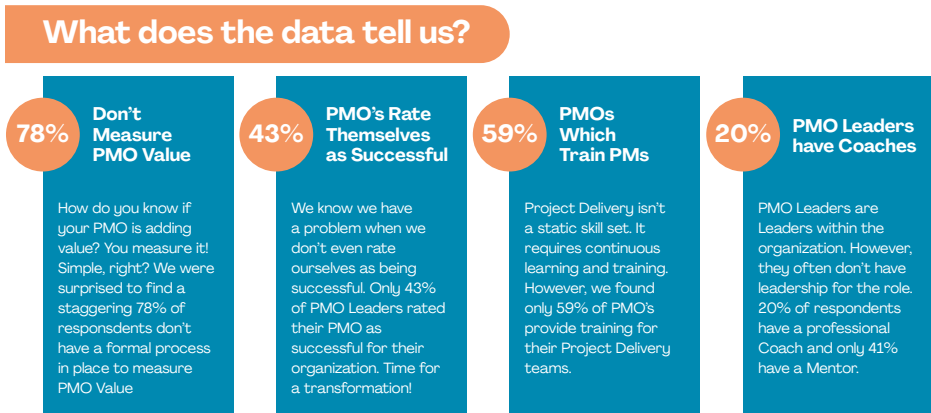 What does the data tell us?
78%
Don't
Measure
PMO Value
How do you know if
your PMO is adding
value? You measure it!
Simple, right? We were
surprised to find a
staggering 78% of
responsdents don't
have a formal process
in place to measure
PMO Value
43%
PMO's Rate
Themselves
as Successful
We know we have
a problem when we
don't even rate
ourselves as being
successful. Only 43%
of PMO Leaders rated
their PMO as
successful for their
organization. Time for
a transformation!
59%
PMOs
Which
Train PMs
Project Delivery isn't
a static skill set. It
requires continuous
learning and training.
However, we found
only 59% of PMO's
provide training for
their Project Delivery
teams.
20%
PMO Leaders
have Coaches
PMO Leaders are
Leaders within the
organization. However,
they often don't have
leadership for the role.
20% of respondents
have a professional
Coach and only 41%
have a Mentor.